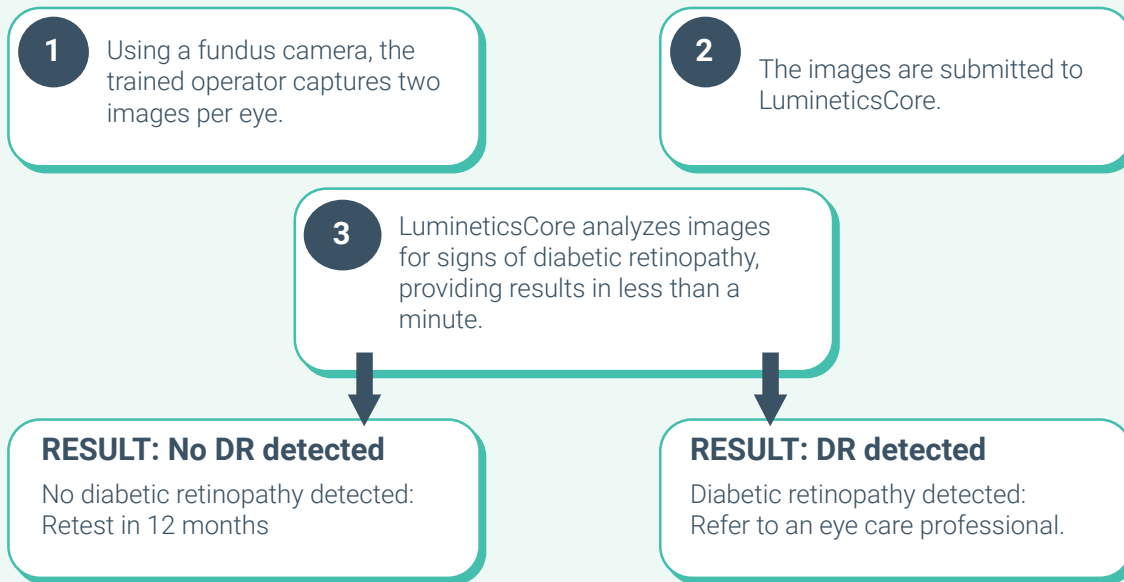 1
Using a fundus camera, the
trained operator captures two
images per eye.
2
The images are submitted to
LumineticsCore.
3
LumineticsCore analyzes images
for signs of diabetic retinopathy,
providing results in less than a
minute.
RESULT: No DR detected
No diabetic retinopathy detected:
Retest in 12 months
RESULT: DR detected
Diabetic retinopathy detected:
Refer to an eye care professional.